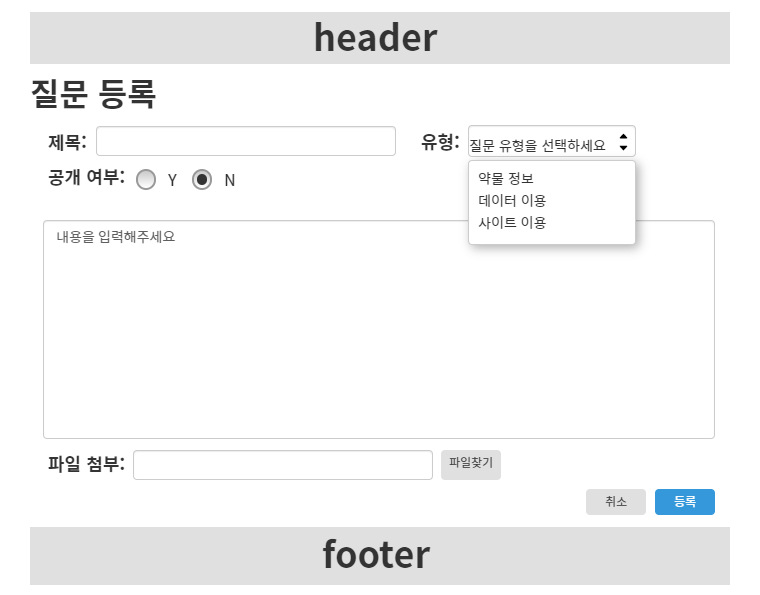 header
질문 등록
제목:
유형: 질문 유형을 선택하세요
약물 정보
데이터 이용
사이트 이용
공개 여부: Y N
내용을 입력해주세요
파일 첨부: 파일찾기
취소 등록
footer